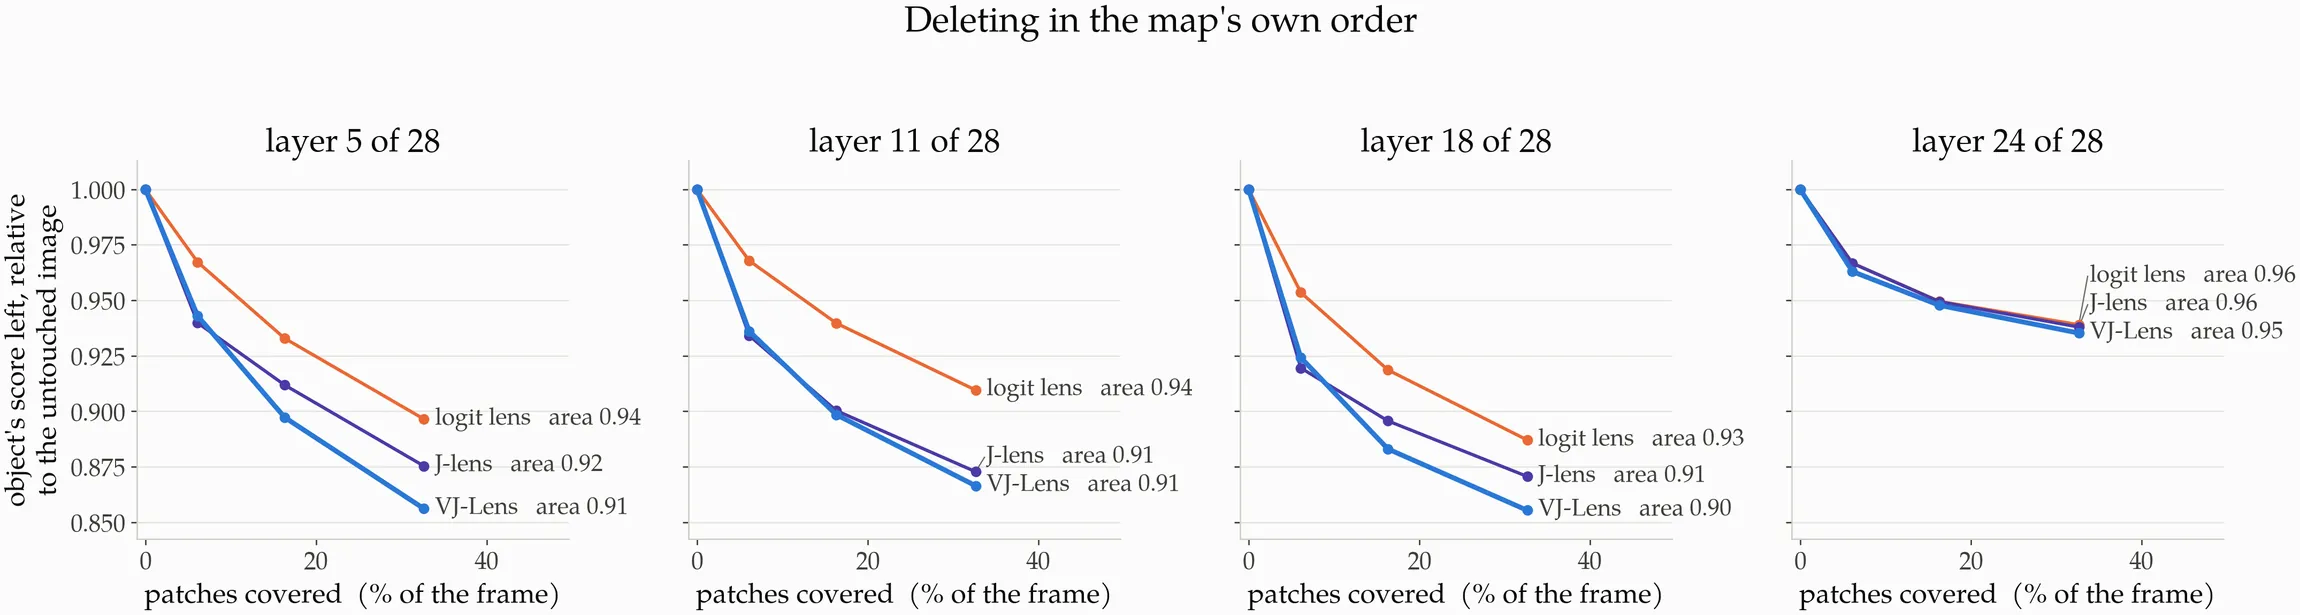 Deleting in the map's own order
layer 5 of 28
layer 11 of 28
layer 18 of 28
layer 24 of 28
object's score left, relative
to the untouched image
1.000
0.975
0.950
0.925
0.900
0.875
0.850
logit lens area 0.94
J-lens area 0.92
VJ-Lens area 0.91
0 20 40
patches covered (% of the frame)
logit lens area 0.94
J-lens area 0.91
VJ-Lens area 0.91
0 20 40
patches covered (% of the frame)
logit lens area 0.93
J-lens area 0.91
VJ-Lens area 0.90
0 20 40
patches covered (% of the frame)
logit lens area 0.96
J-lens area 0.96
VJ-Lens area 0.95
0 20 40
patches covered (% of the frame)